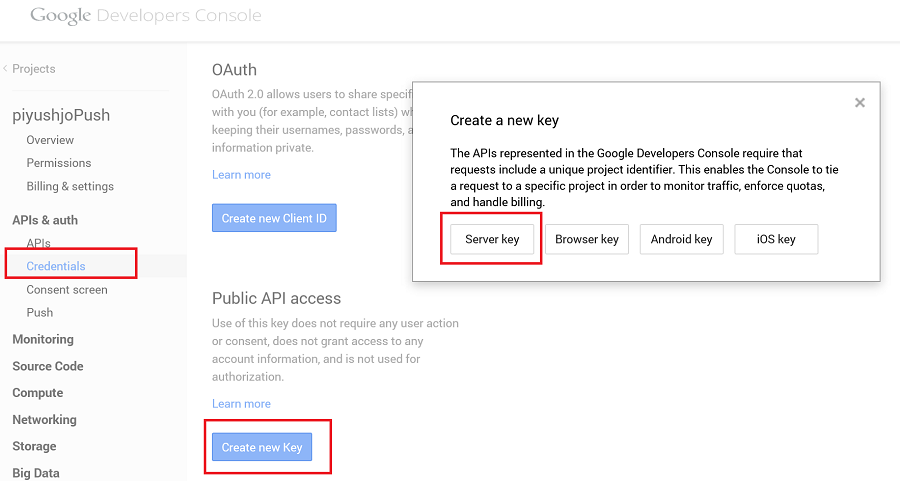 Google Developers Console
Projects
piyushjoPush
Overview
Permissions
Billing & settings
APIs & auth
APIs
Credentials
Consent screen
Push
Monitoring
Source Code
Compute
Networking
Storage
Big Data
OAuth
OAuth 2.0 allows users to share specif
with you (for example, contact lists) wh
keeping their usernames, passwords, a
information private.
Learn more
Create new Client ID
Public API access
Use of this key does not require any user action
or consent, does not grant access to any
account information, and is not used for
authorization.
Learn more
Create new Key
Create a new key
The APIs represented in the Google Developers Console require that
requests include a unique project identifier. This enables the Console to tie
a request to a specific project in order to monitor traffic, enforce quotas,
and handle billing.
Server key
Browser key
Android key
iOS key